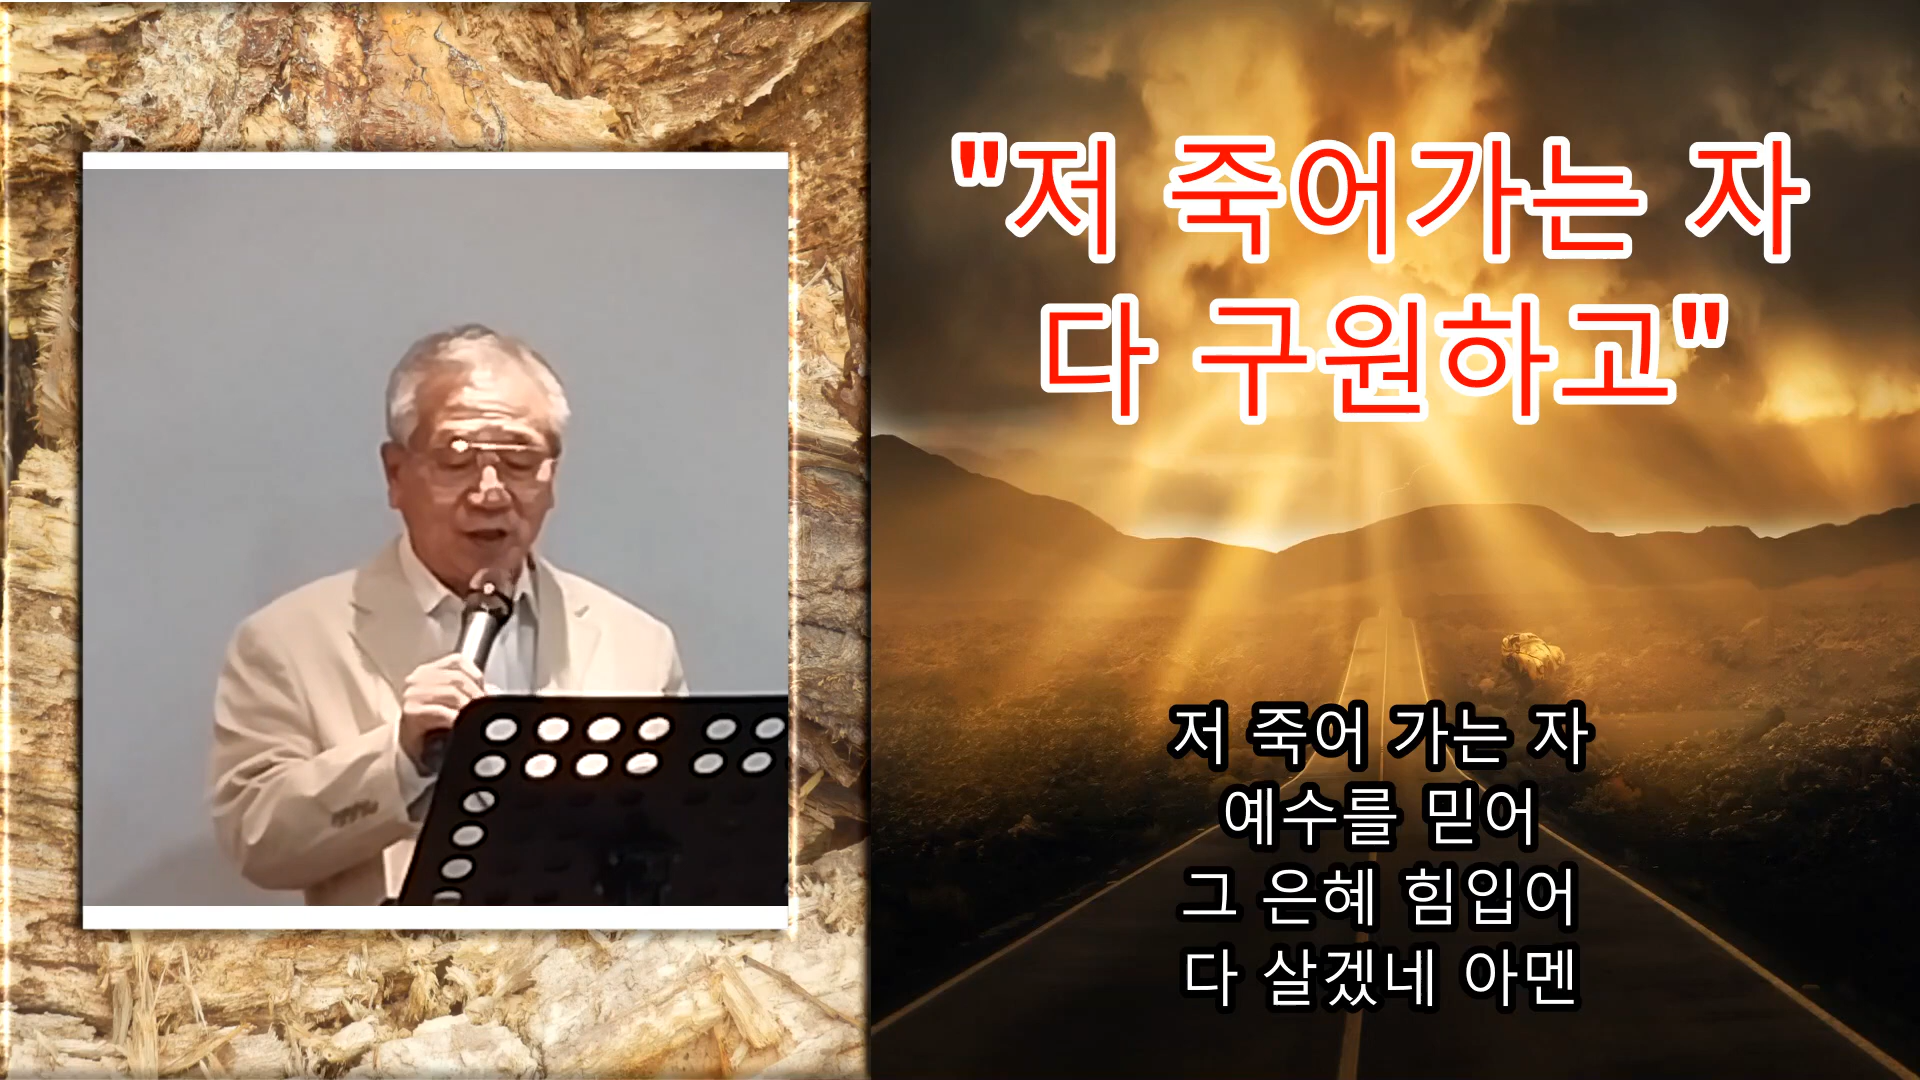 "저 죽어가는 자
다 구원하고"
저 죽어 가는 자
예수를 믿어
그 은혜 힘입어
다 살겠네 아멘